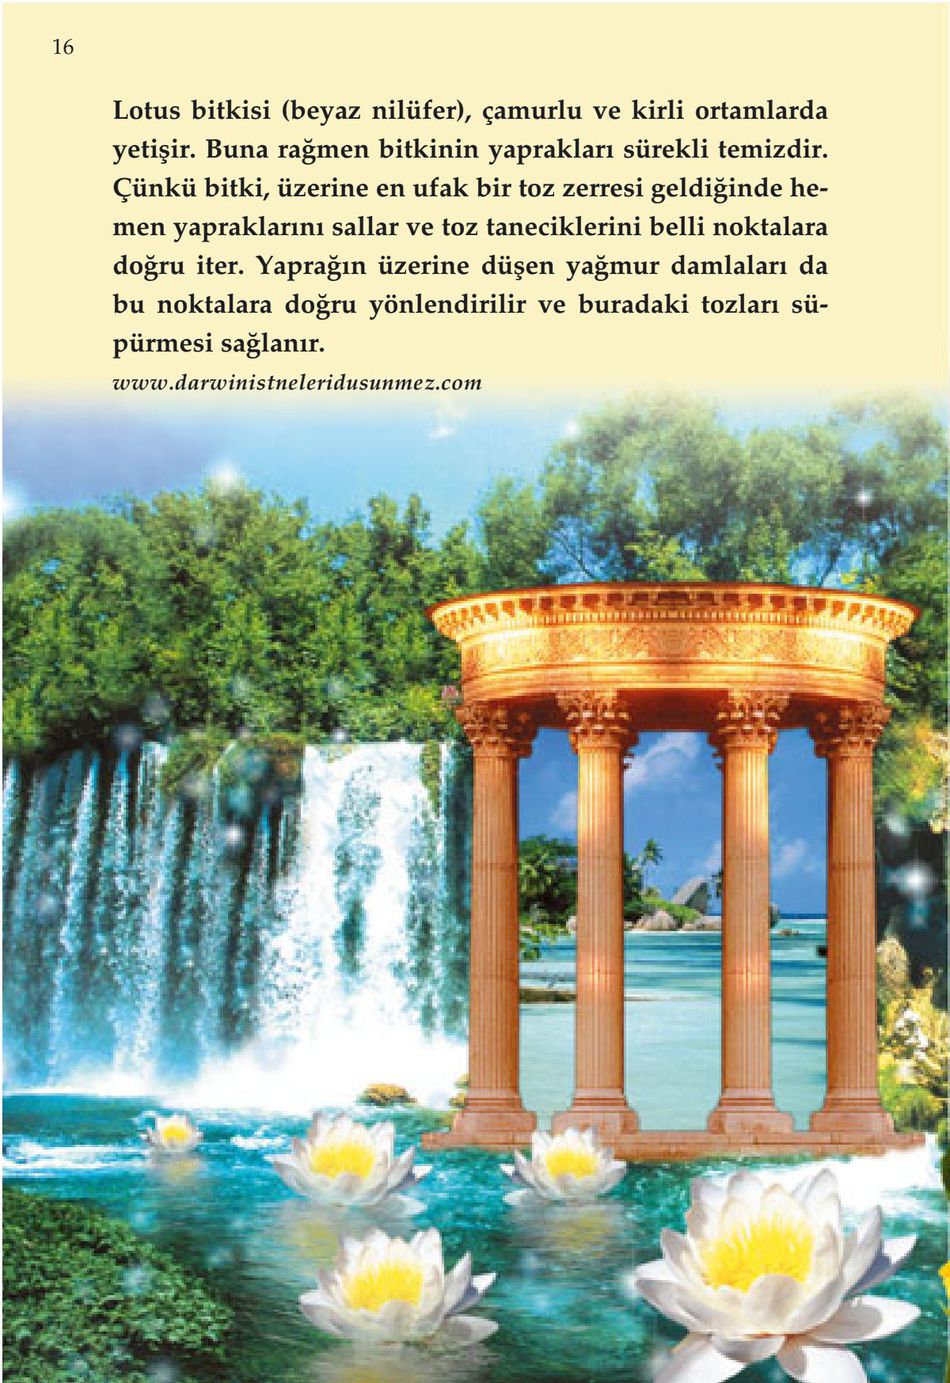 16
Lotus bitkisi (beyaz nilüfer), çamurlu ve kirli ortamlarda
yetişir. Buna rağmen bitkinin yaprakları sürekli temizdir.
Çünkü bitki, üzerine en ufak bir toz zerresi geldiğinde he-
men yapraklarını sallar ve toz taneciklerini belli noktalara
doğru iter. Yaprağın üzerine düşen yağmur damlaları da
bu noktalara doğru yönlendirilir ve buradaki tozları sü-
pürmesi sağlanır.
www.darwinistneleridusunmez.com